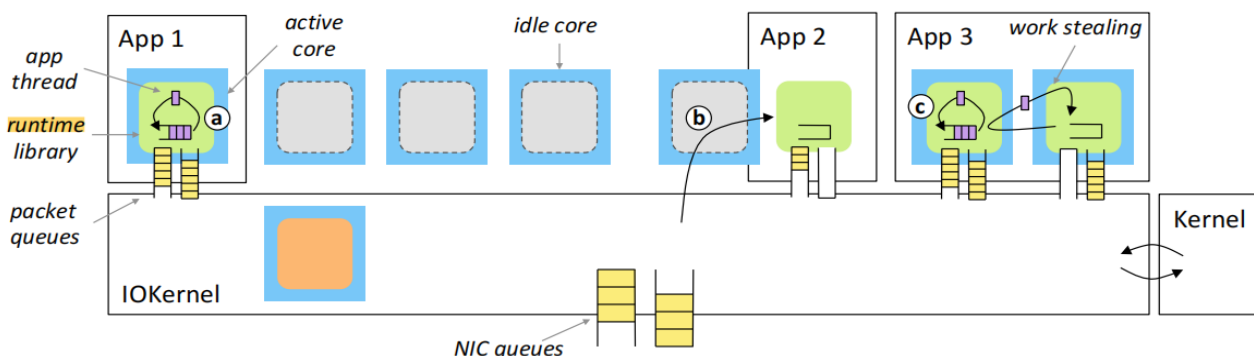 App 1
app
thread
runtime
library
packet
queues
active
core
a
idle core
b
App 2
App 3
work stealing
c
IOKernel
NIC queues
Kernel